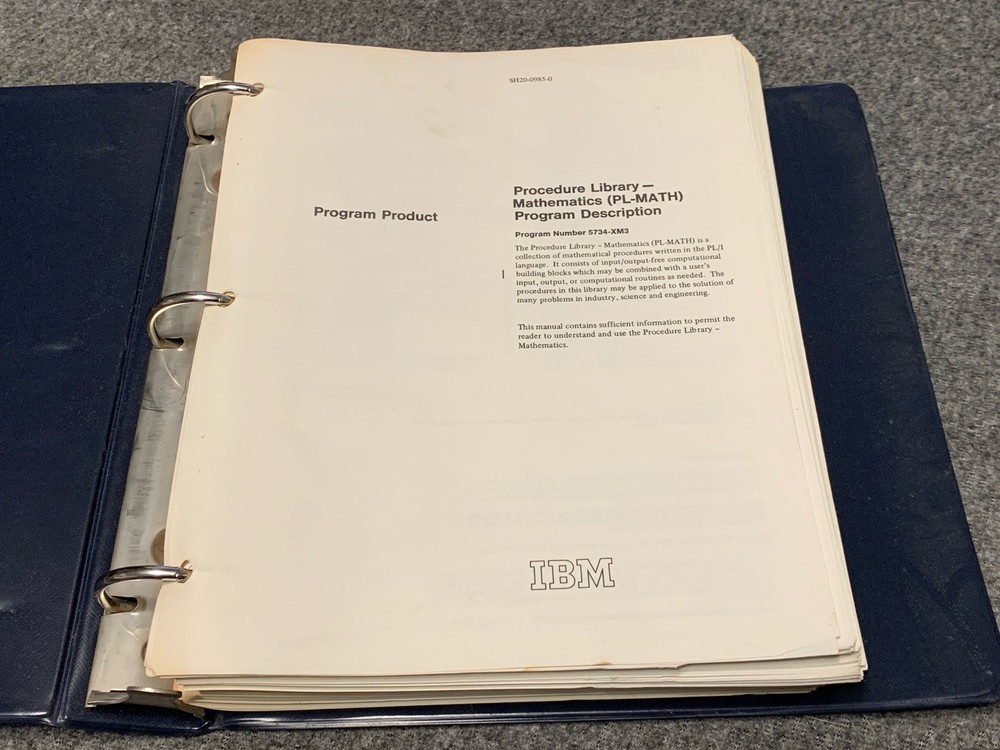 SH20-0985-0
Program Product
Procedure Library —
Mathematics (PL-MATH)
Program Description
Program Number 5734-XM3
The Procedure Library – Mathematics (PL-MATH) is a
collection of mathematical procedures written in the PL/I
language. It consists of input/output-free computational
building blocks which may be combined with a user's
input, output, or computational routines as needed. The
procedures in this library may be applied to the solution of
many problems in industry, science and engineering.
This manual contains sufficient information to permit the
reader to understand and use the Procedure Library –
Mathematics.
IBM